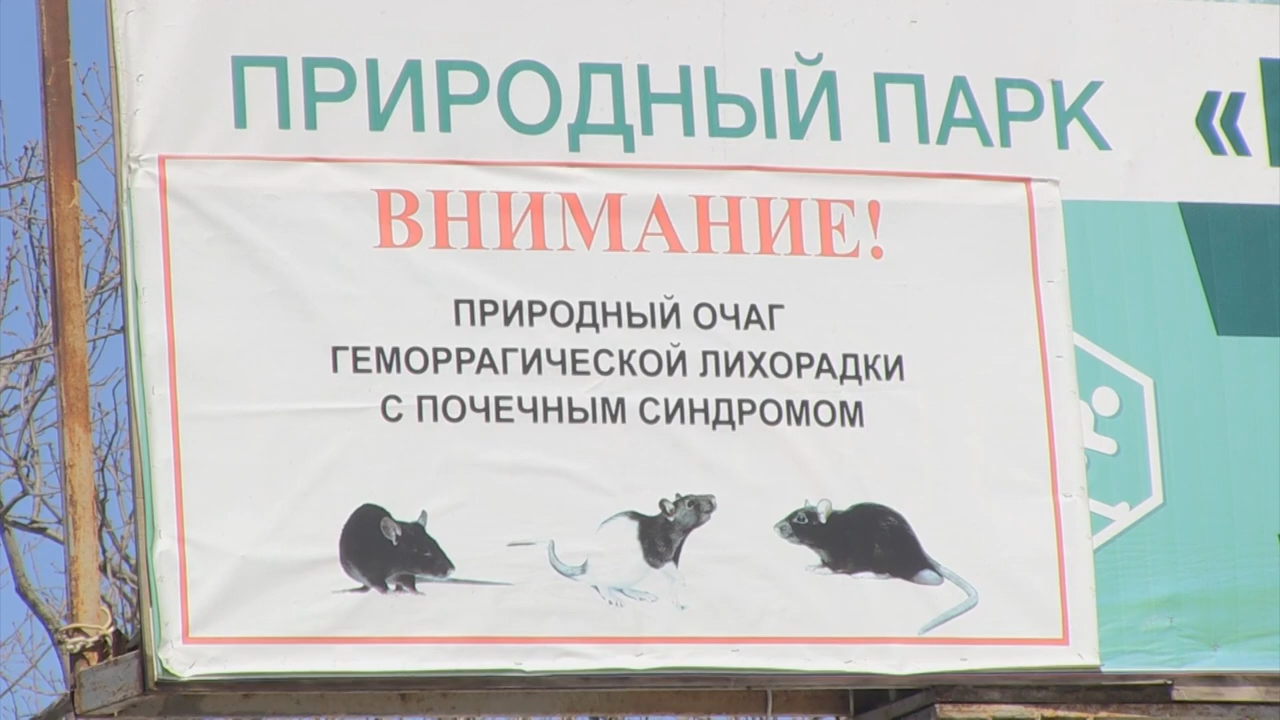 ПРИРОДНЫЙ ПАРК «
ВНИМАНИЕ!
ПРИРОДНЫЙ ОЧАГ
ГЕМОРРАГИЧЕСКОЙ ЛИХОРАДКИ
С ПОЧЕЧНЫМ СИНДРОМОМ